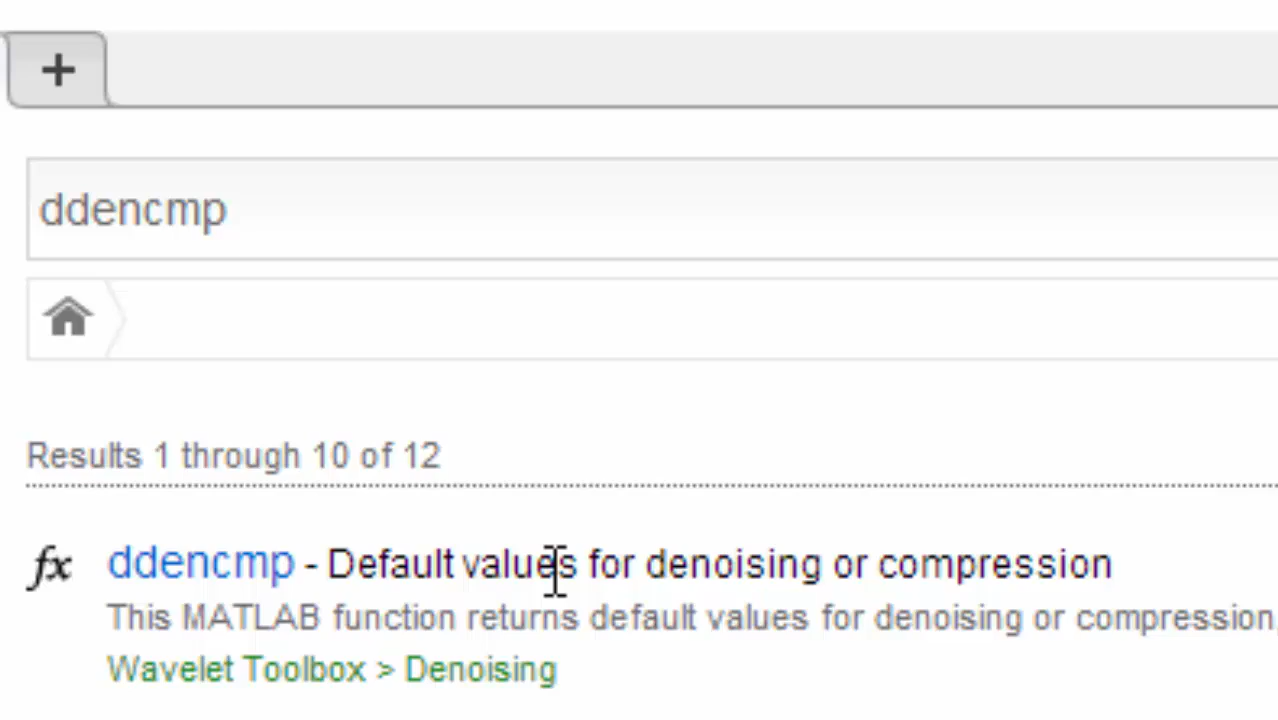 +
ddencmp
Results 1 through 10 of 12
fx ddencmp - Default values for denoising or compression
This MATLAB function returns default values for denoising or compression,
Wavelet Toolbox > Denoising